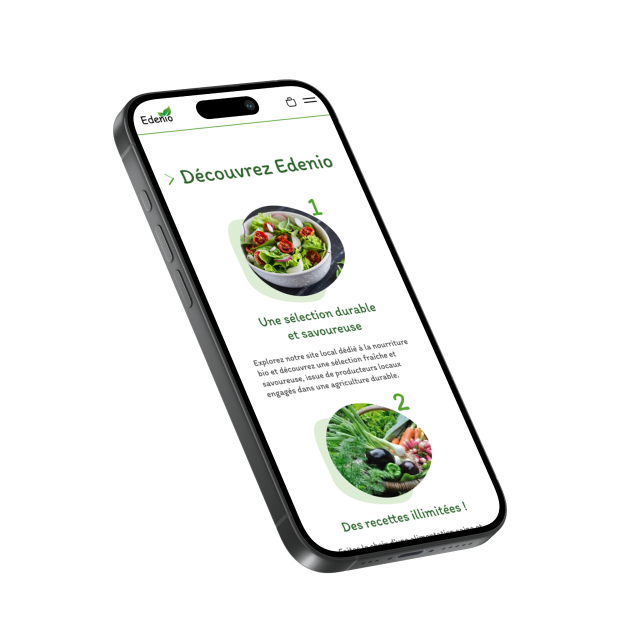 Edenio
Découvrez Edenio
1
Une sélection durable
et savoureuse
Explorez notre site local dédié à la nourriture
bio et découvrez une sélection fraîche et
savoureuse, issue de producteurs locaux
engagés dans une agriculture durable.
2
Des recettes illimitées !